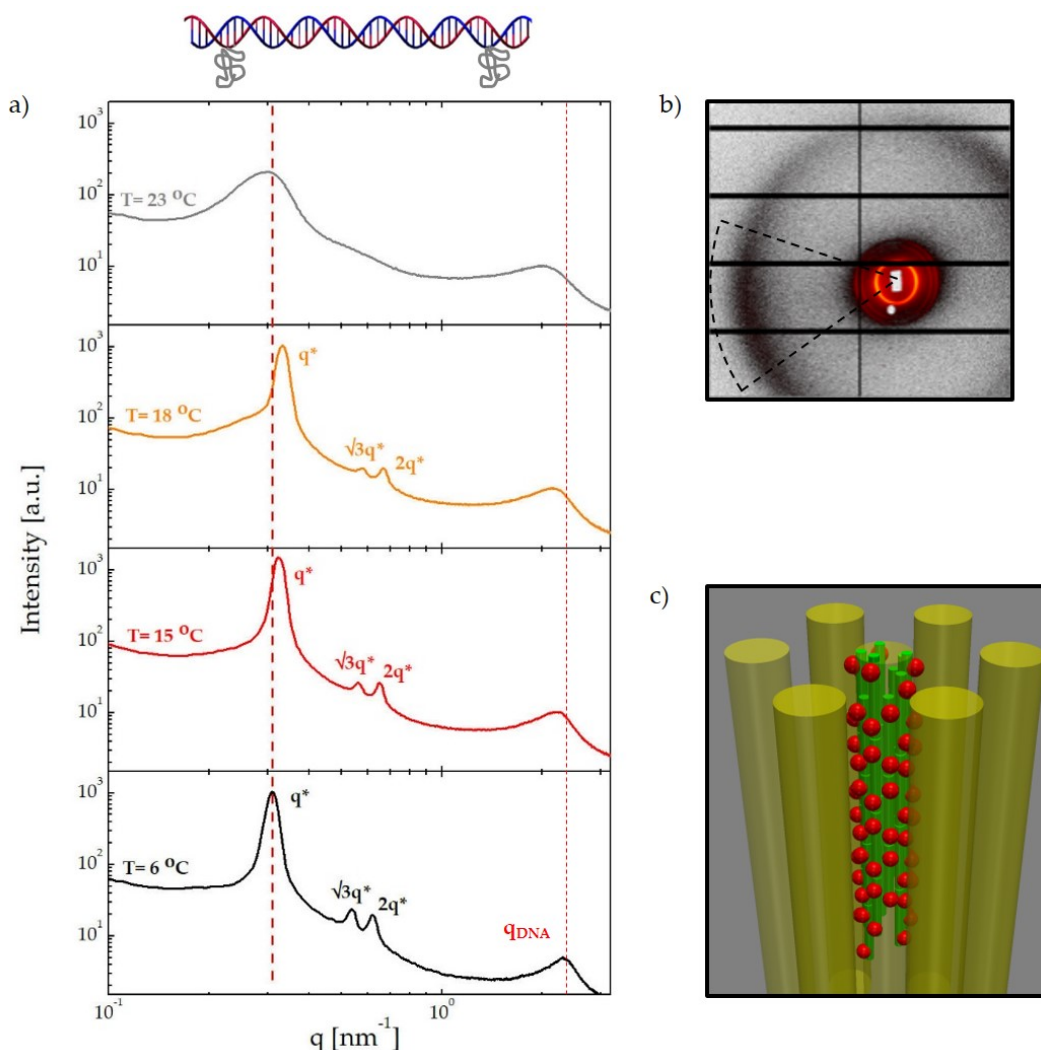 a)
10³
10²
10¹
T= 23 ⁰C
10³
10²
10¹
T= 18 ⁰C
q*
√3q*
2q*
10³
10²
10¹
T= 15 ⁰C
q*
√3q*
2q*
10³
10²
10¹
T= 6 ⁰C
q*
√3q*
2q*
qDNA
10⁻¹
10⁰
q [nm⁻¹]
Intensity [a.u.]
b)
c)